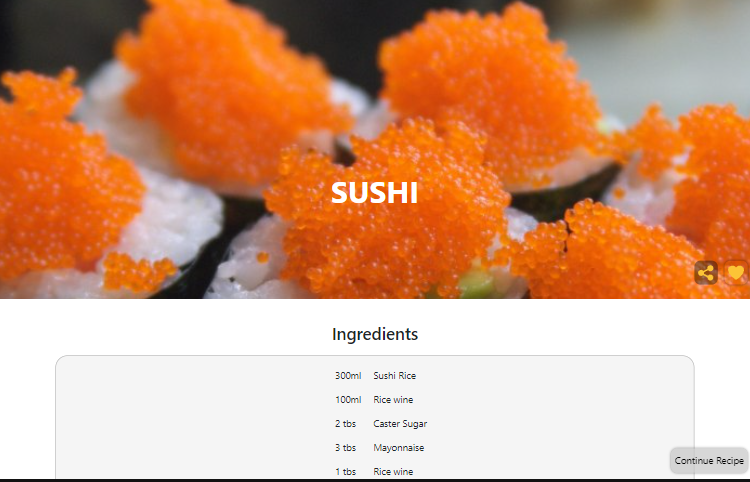 SUSHI
Ingredients
300ml Sushi Rice
100ml Rice wine
2 tbs Caster Sugar
3 tbs Mayonnaise
1 tbs Rice wine
Continue Recipe